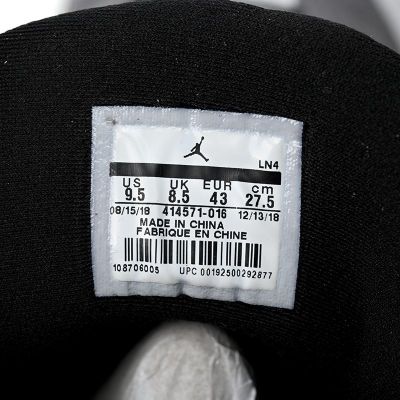 LN4
US UK EUR cm
9.5 8.5 43 27.5
08/15/18 414571-016 12/13/18
MADE IN CHINA
FABRIQUE EN CHINE
108706005 UPC 00192500292877